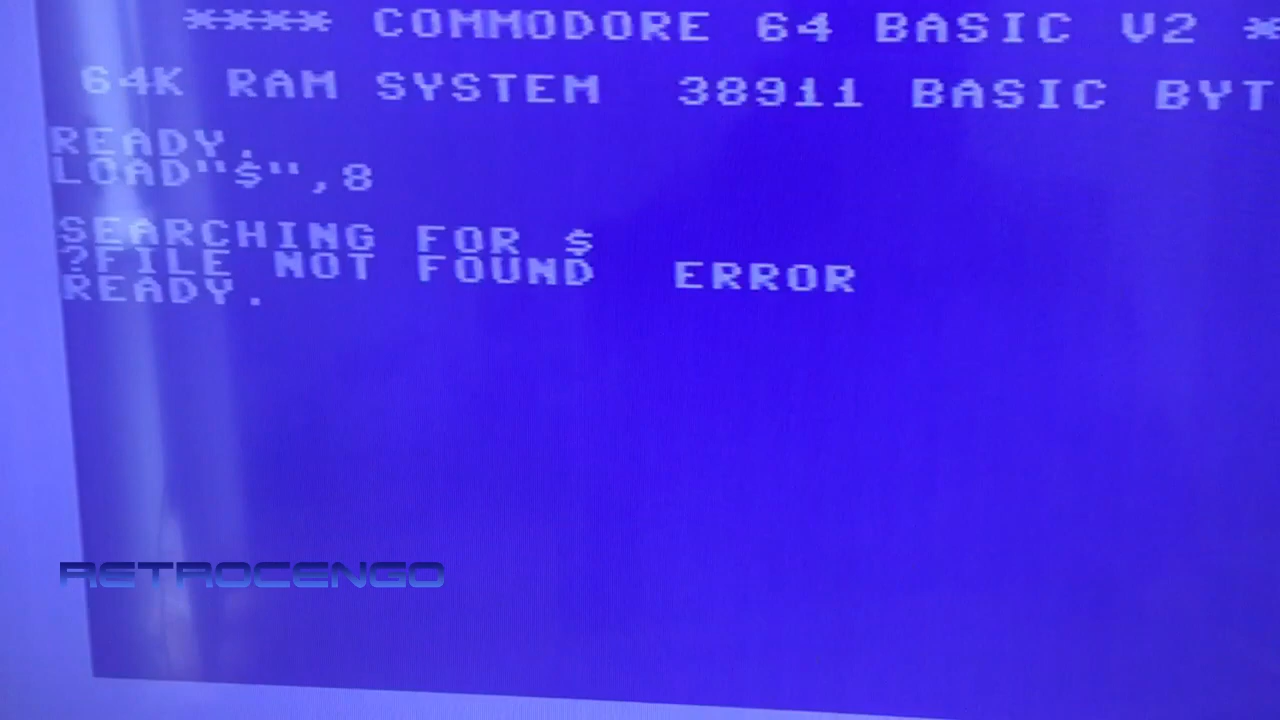 **** COMMODORE 64 BASIC V2 *
64K RAM SYSTEM 38911 BASIC BYT
READY.
LOAD"$",8
SEARCHING FOR $
?FILE NOT FOUND ERROR
READY.
RETROCENGO